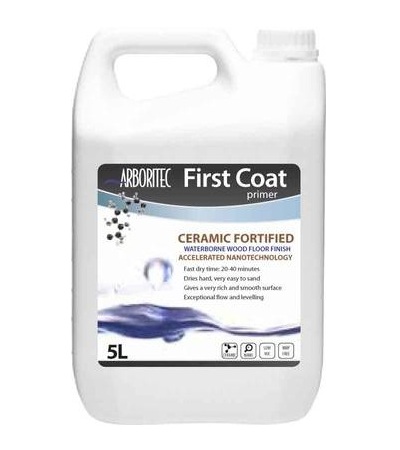 ARBORITEC
First Coat
primer
CERAMIC FORTIFIED
WATERBORNE WOOD FLOOR FINISH
ACCELERATED NANOTECHNOLOGY
Fast dry time: 20-40 minutes
Dries hard, very easy to sand
Gives a very rich and smooth surface
Exceptional flow and levelling
5L